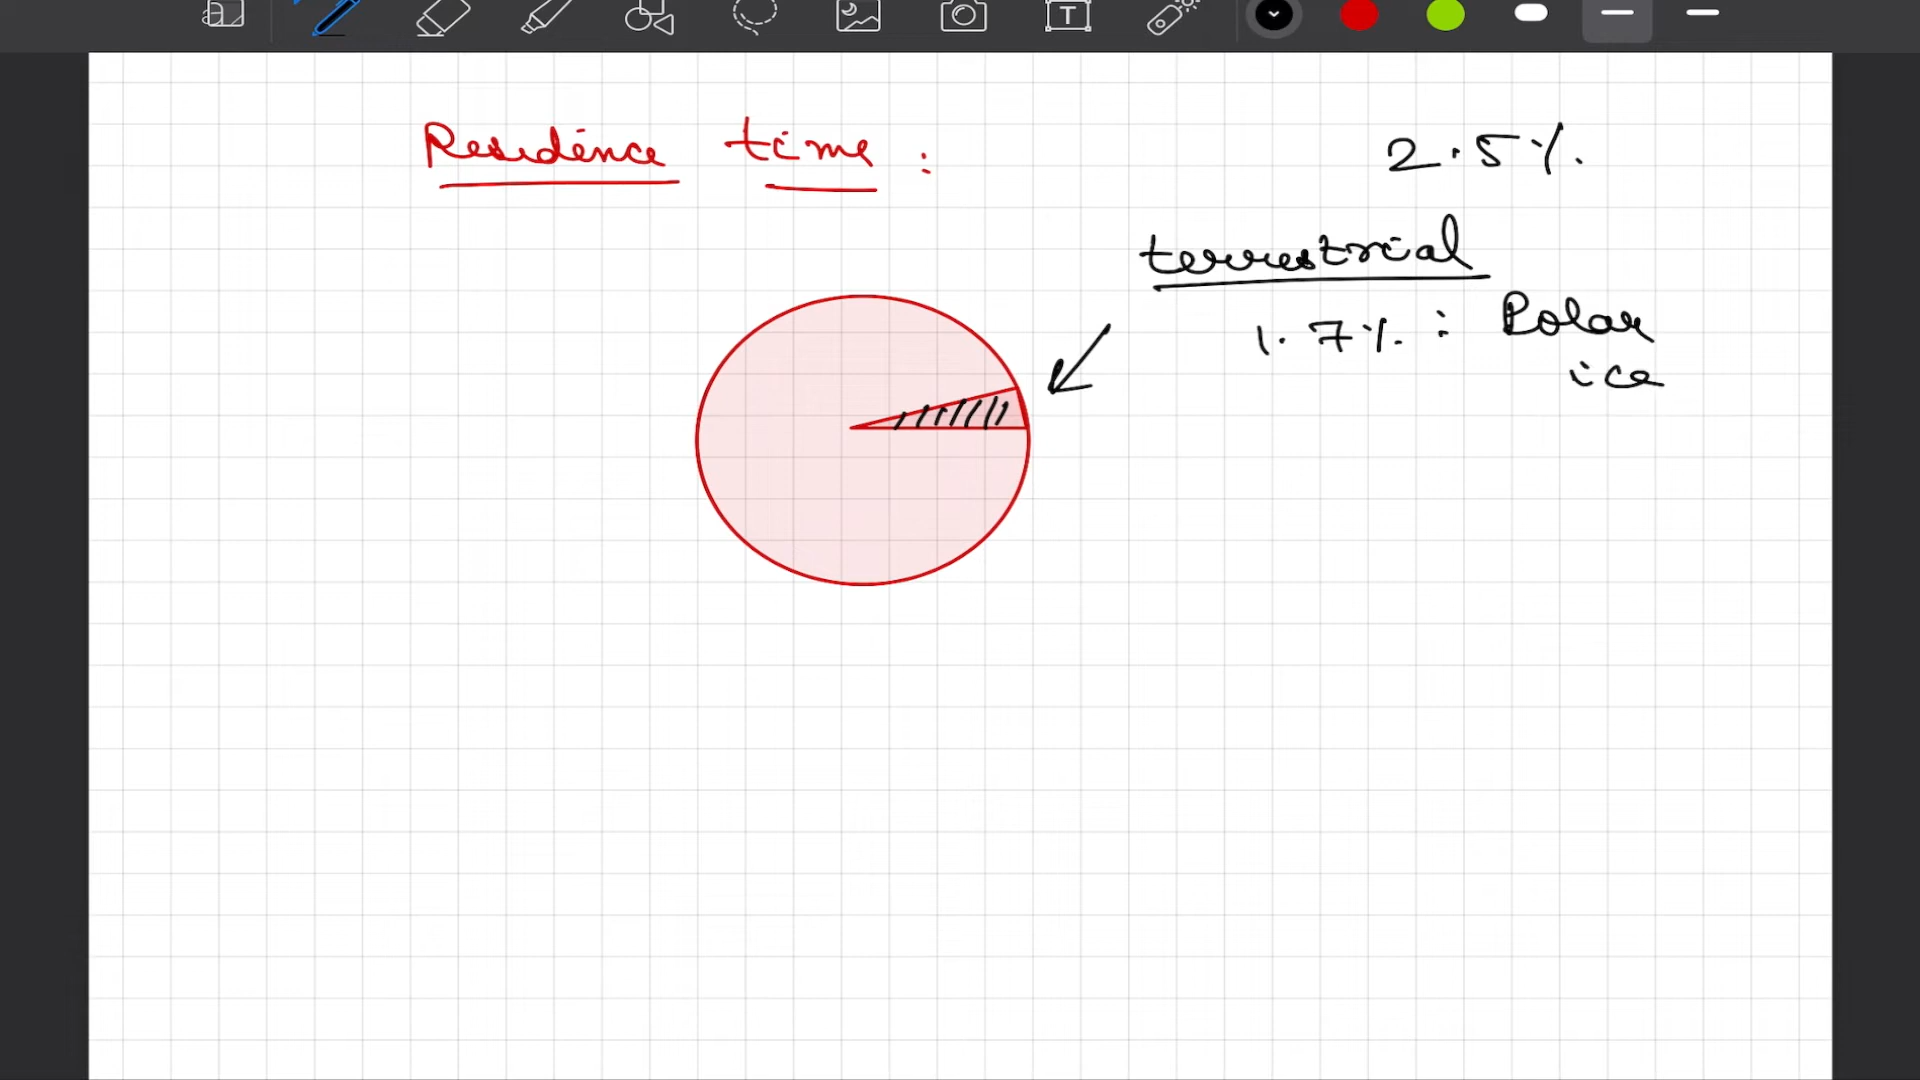 Residence time :
2.5%.
terrestrial
1.7%. : Polar
ice